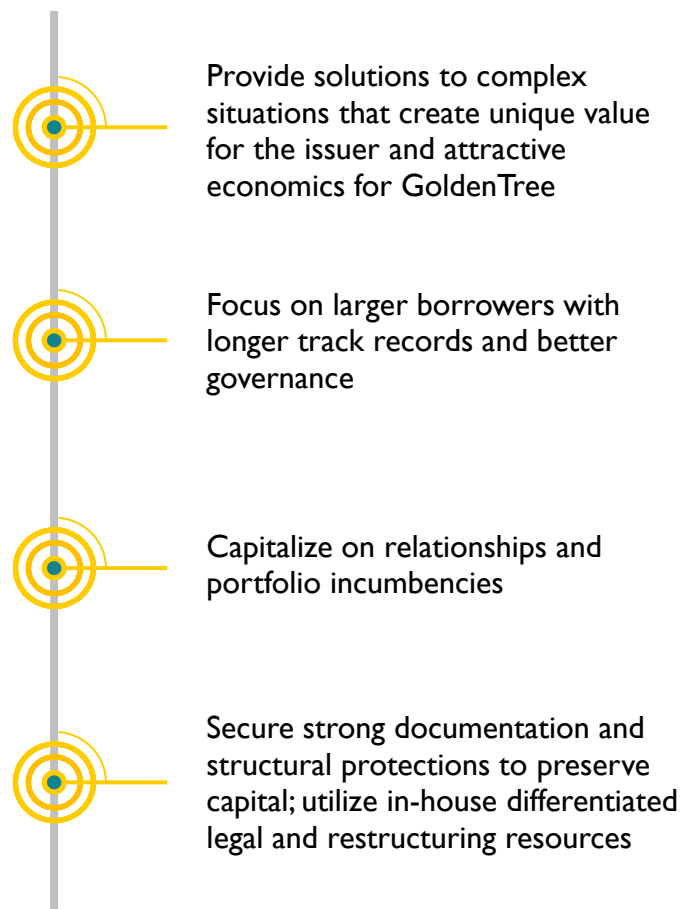 Provide solutions to complex
situations that create unique value
for the issuer and attractive
economics for GoldenTree
Focus on larger borrowers with
longer track records and better
governance
Capitalize on relationships and
portfolio incumbencies
Secure strong documentation and
structural protections to preserve
capital; utilize in-house differentiated
legal and restructuring resources